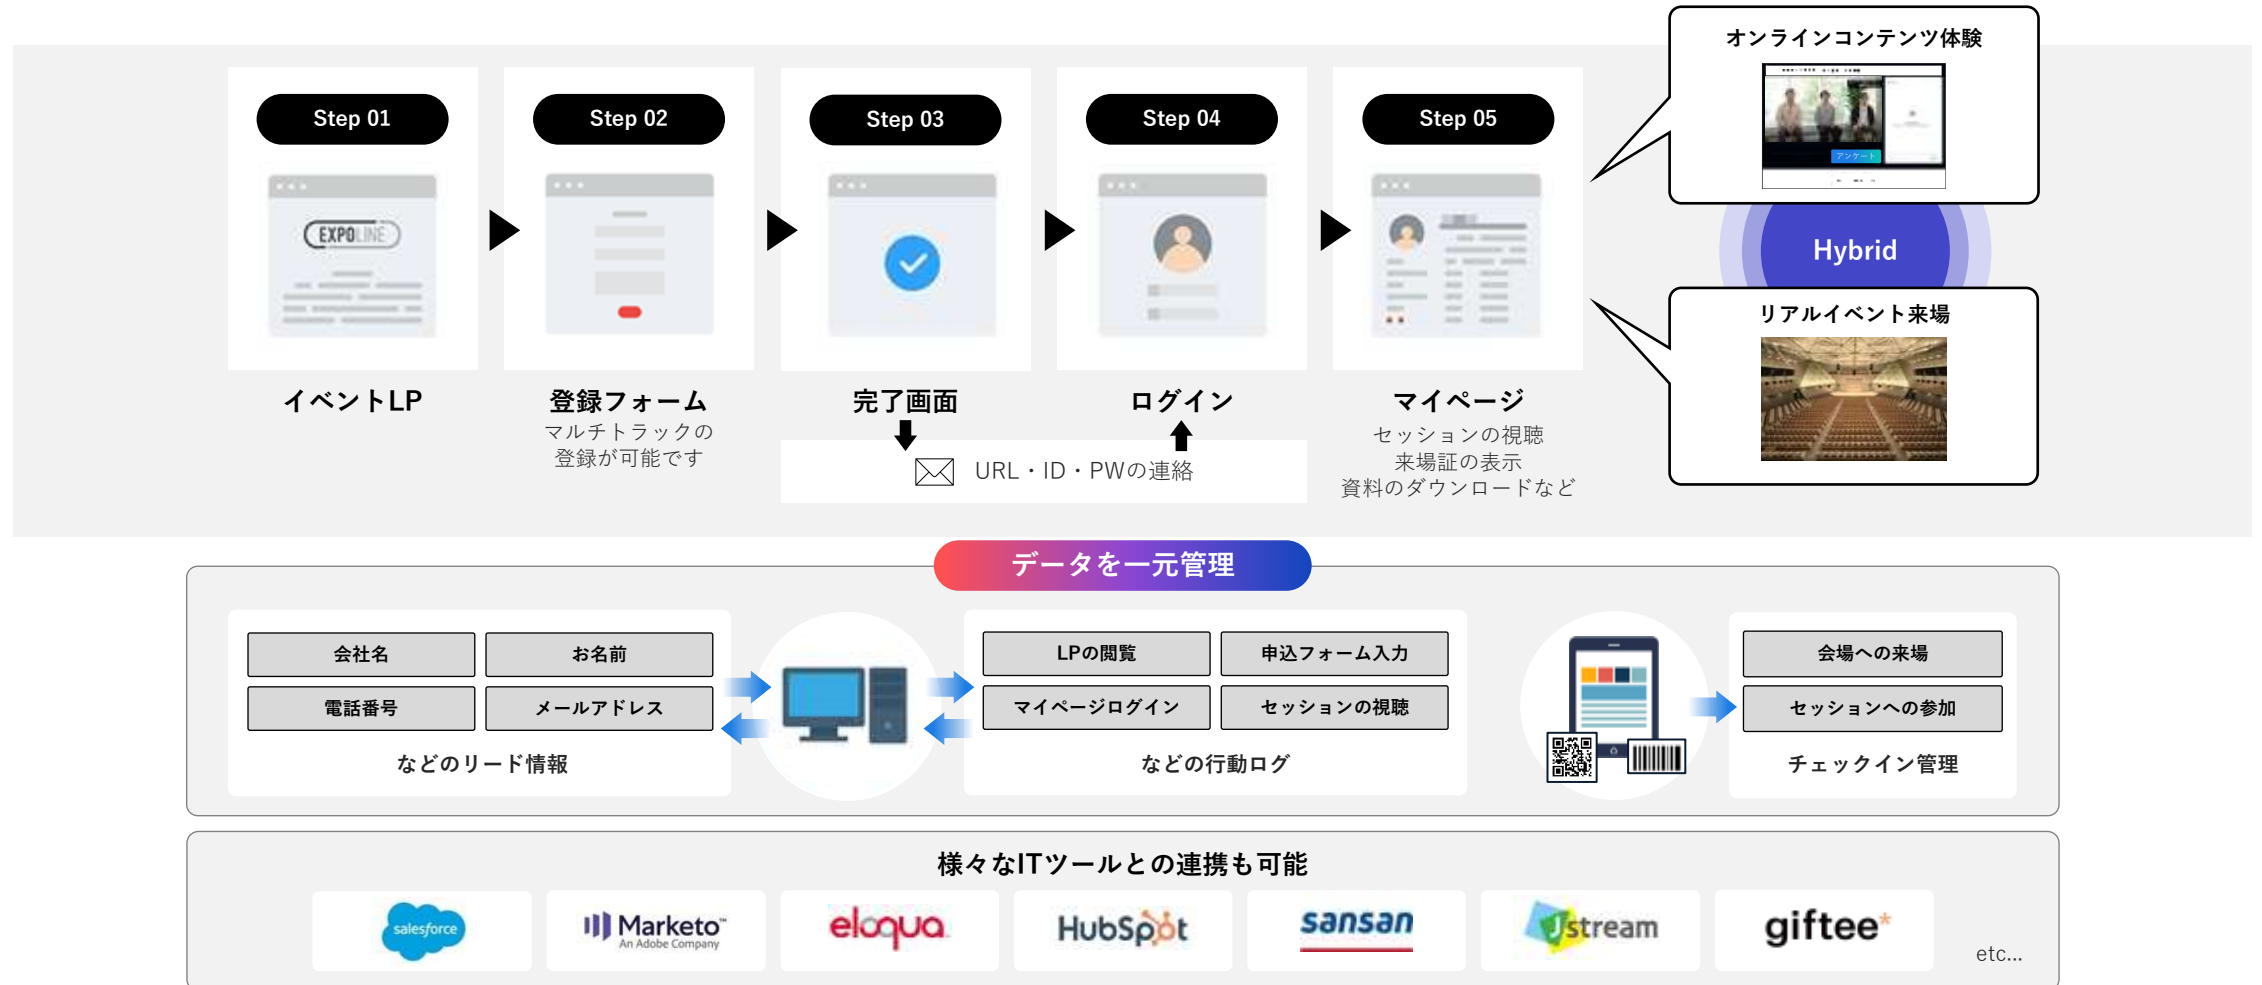 オンラインコンテンツ体験
アンケート
Step 01
Step 02
Step 03
Step 04
Step 05
EXPOLINE
Hybrid
リアルイベント来場
イベントLP
登録フォーム
マルチトラックの
登録が可能です
完了画面
ログイン
URL・ID・PWの連絡
マイページ
セッションの視聴
来場証の表示
資料のダウンロードなど
データを一元管理
会社名
お名前
電話番号
メールアドレス
などのリード情報
LPの閲覧
申込フォーム入力
マイページログイン
セッションの視聴
などの行動ログ
会場への来場
セッションへの参加
チェックイン管理
様々なITツールとの連携も可能
salesforce
Marketo™
An Adobe Company
eloqua
HubSpot
sansan
Jstream
giftee*
etc...